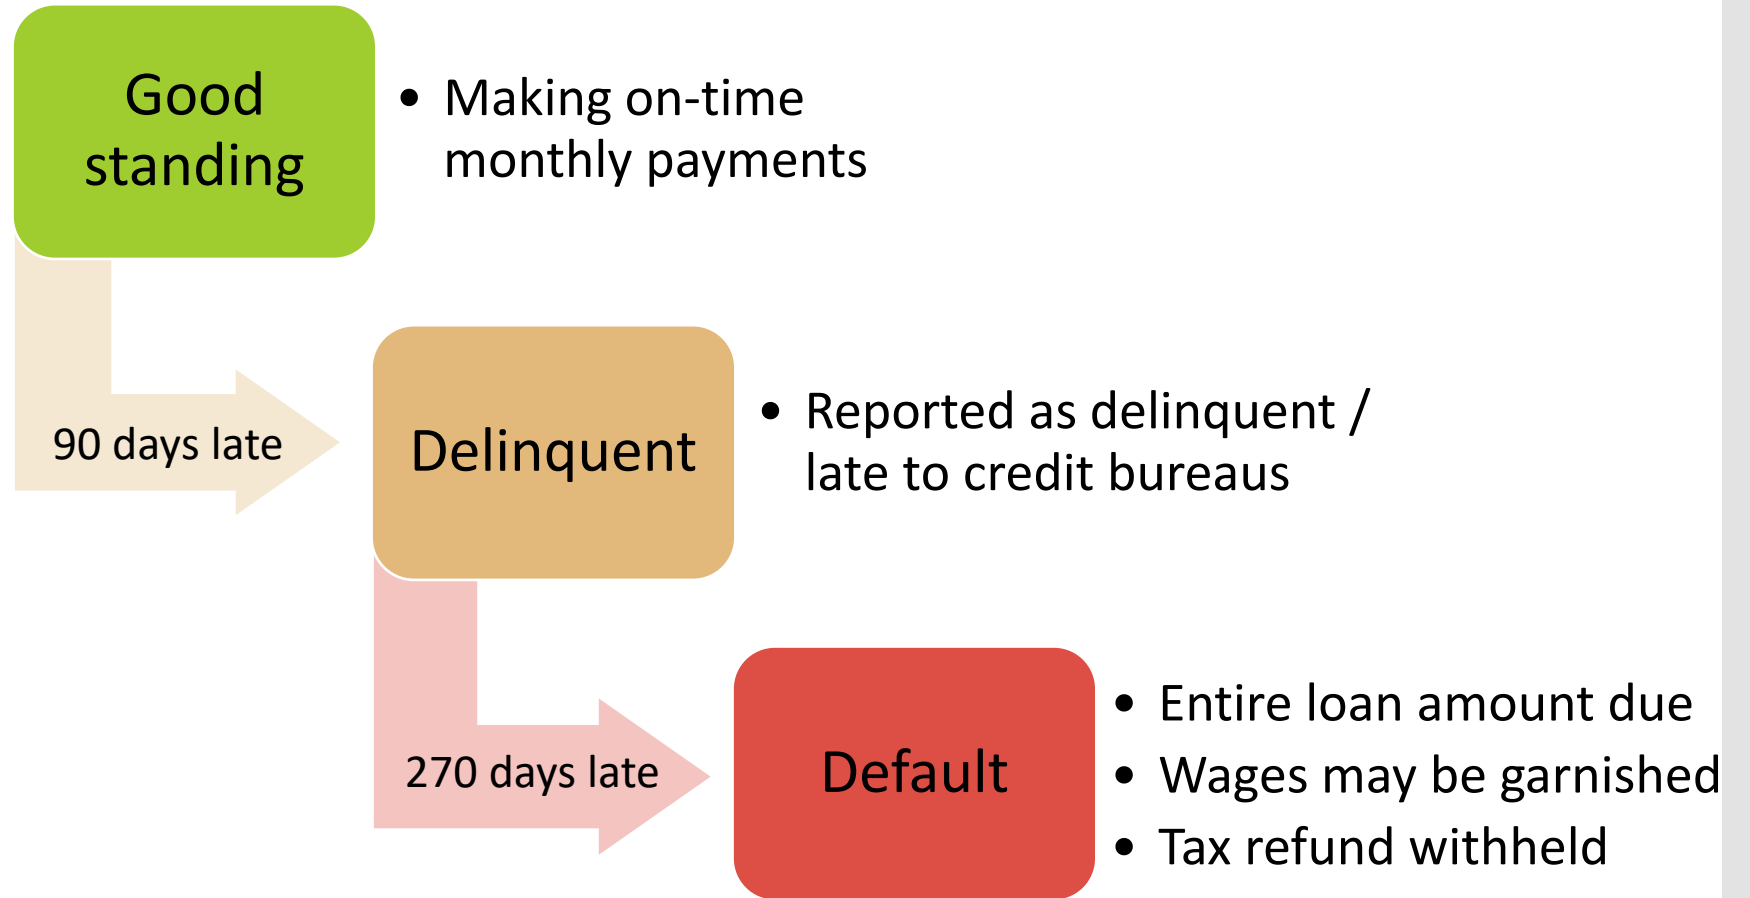 Good
standing
• Making on-time
monthly payments
90 days late
Delinquent
• Reported as delinquent /
late to credit bureaus
270 days late
Default
• Entire loan amount due
• Wages may be garnished
• Tax refund withheld